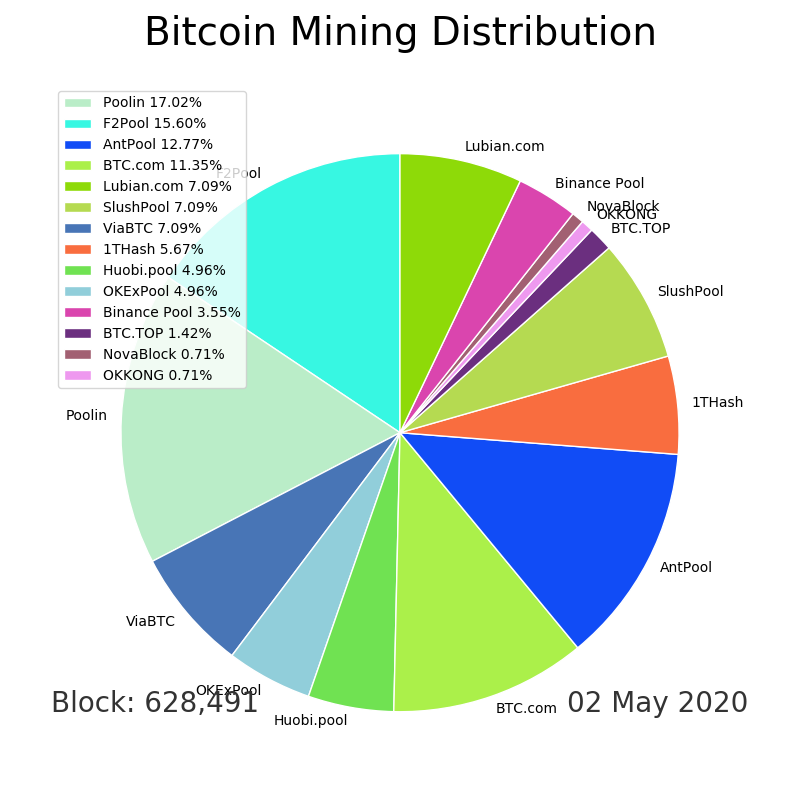 Bitcoin Mining Distribution
Poolin 17.02%
F2Pool 15.60%
AntPool 12.77%
BTC.com 11.35%
Lubian.com 7.09%
SlushPool 7.09%
ViaBTC 7.09%
1THash 5.67%
Huobi.pool 4.96%
OKExPool 4.96%
Binance Pool 3.55%
BTC.TOP 1.42%
NovaBlock 0.71%
OKKONG 0.71%
F2Pool
Lubian.com
Binance Pool
NovaBlock
OKKONG
BTC.TOP
SlushPool
1THash
AntPool
BTC.com
Huobi.pool
OKExPool
ViaBTC
Poolin
Block: 628,491
02 May 2020